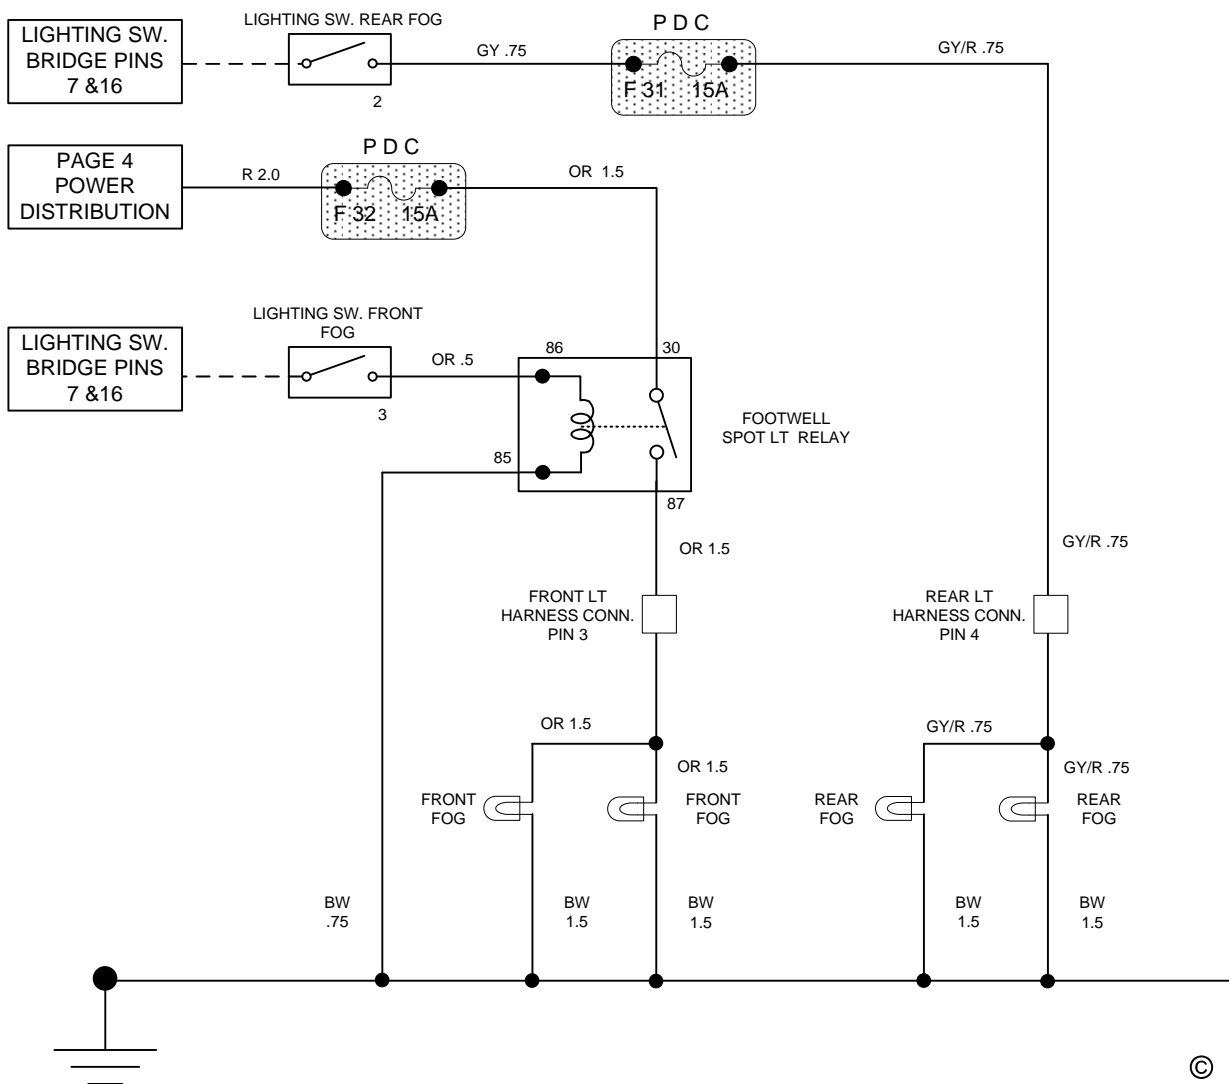 LIGHTING SW. REAR FOG
P D C
LIGHTING SW.
BRIDGE PINS
7 &16
GY .75
GY/R .75
F 31 15A
2
PAGE 4
POWER
DISTRIBUTION
R 2.0
P D C
F 32 15A
OR 1.5
LIGHTING SW. FRONT
FOG
LIGHTING SW.
BRIDGE PINS
7 &16
OR .5
3
86
30
85
87
FOOTWELL
SPOT LT RELAY
OR 1.5
GY/R .75
FRONT LT
HARNESS CONN.
PIN 3
REAR LT
HARNESS CONN.
PIN 4
OR 1.5
OR 1.5
GY/R .75
GY/R .75
FRONT
FOG
FRONT
FOG
REAR
FOG
REAR
FOG
BW
.75
BW
1.5
BW
1.5
BW
1.5
BW
1.5
©